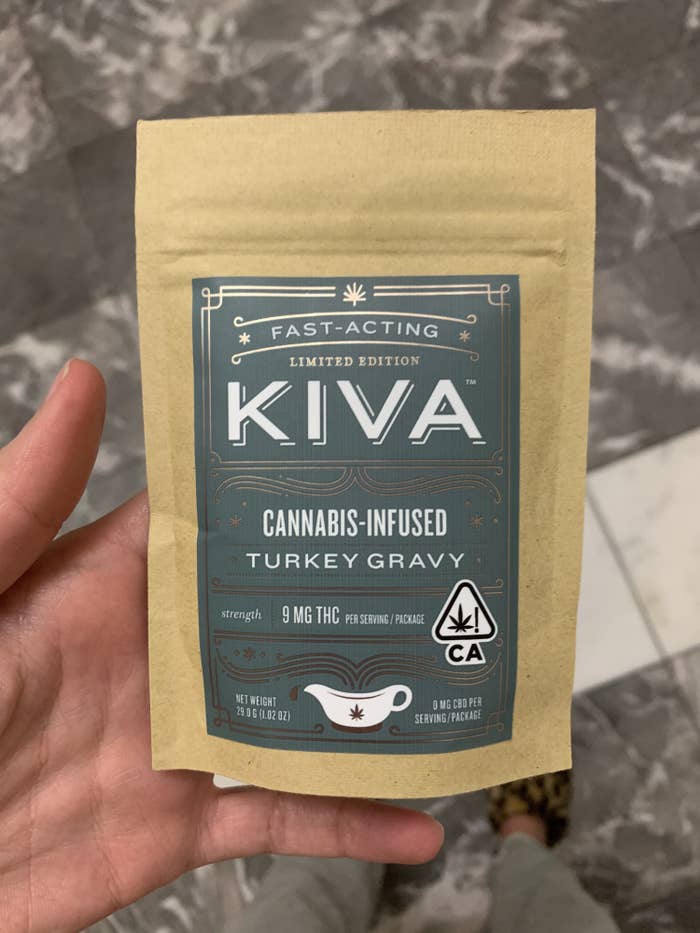 FAST-ACTING
LIMITED EDITION
KIVA™
CANNABIS-INFUSED
TURKEY GRAVY
strength 9 MG THC PER SERVING / PACKAGE
!
CA
NET WEIGHT
29.0 G (1.02 OZ)
0 MG CBD PER
SERVING/PACKAGE